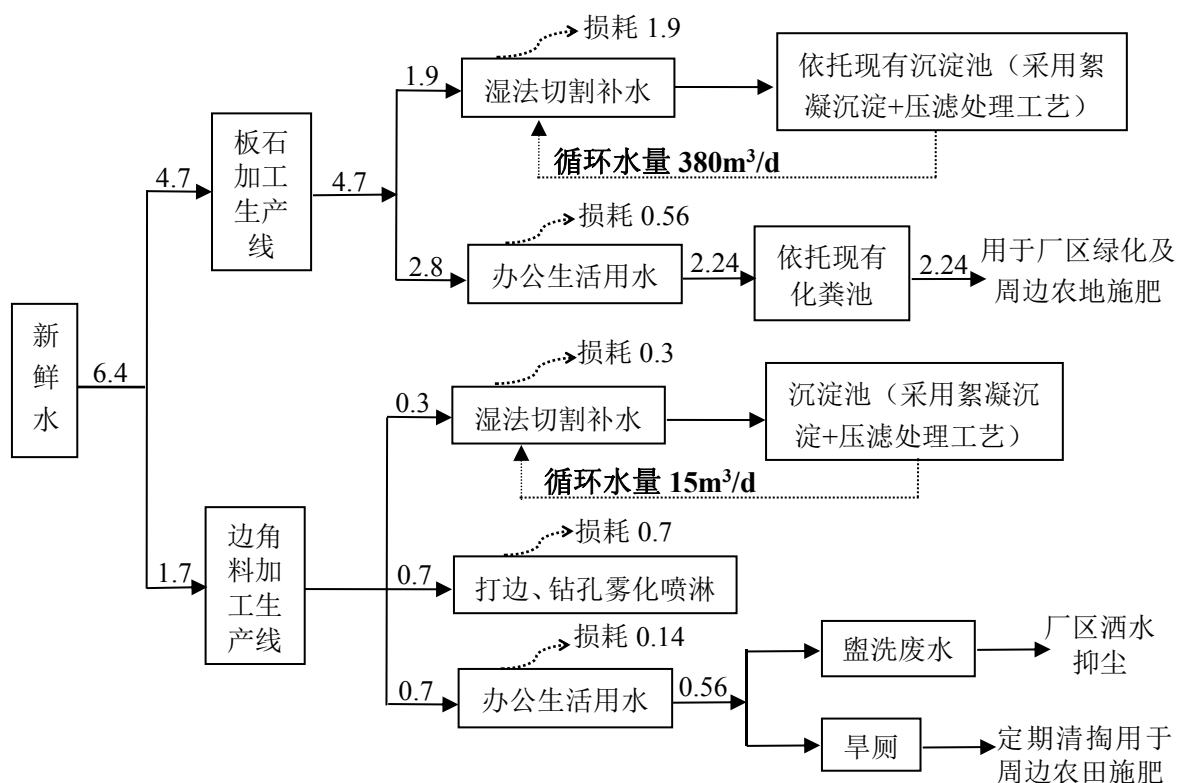 新
鲜
水
6.4
4.7
板石
加工
生产
线
4.7
1.9
损耗 1.9
湿法切割补水
依托现有沉淀池（采用絮
凝沉淀+压滤处理工艺）
循环水量 380m³/d
2.8
损耗 0.56
办公生活用水
2.24
依托现有
化粪池
2.24
用于厂区绿化及
周边农地施肥
1.7
边角
料加
工生
产线
0.3
损耗 0.3
湿法切割补水
沉淀池（采用絮凝沉
淀+压滤处理工艺）
循环水量 15m³/d
0.7
损耗 0.7
打边、钻孔雾化喷淋
0.7
损耗 0.14
办公生活用水
0.56
盥洗废水
厂区洒水
抑尘
旱厕
定期清掏用于
周边农田施肥